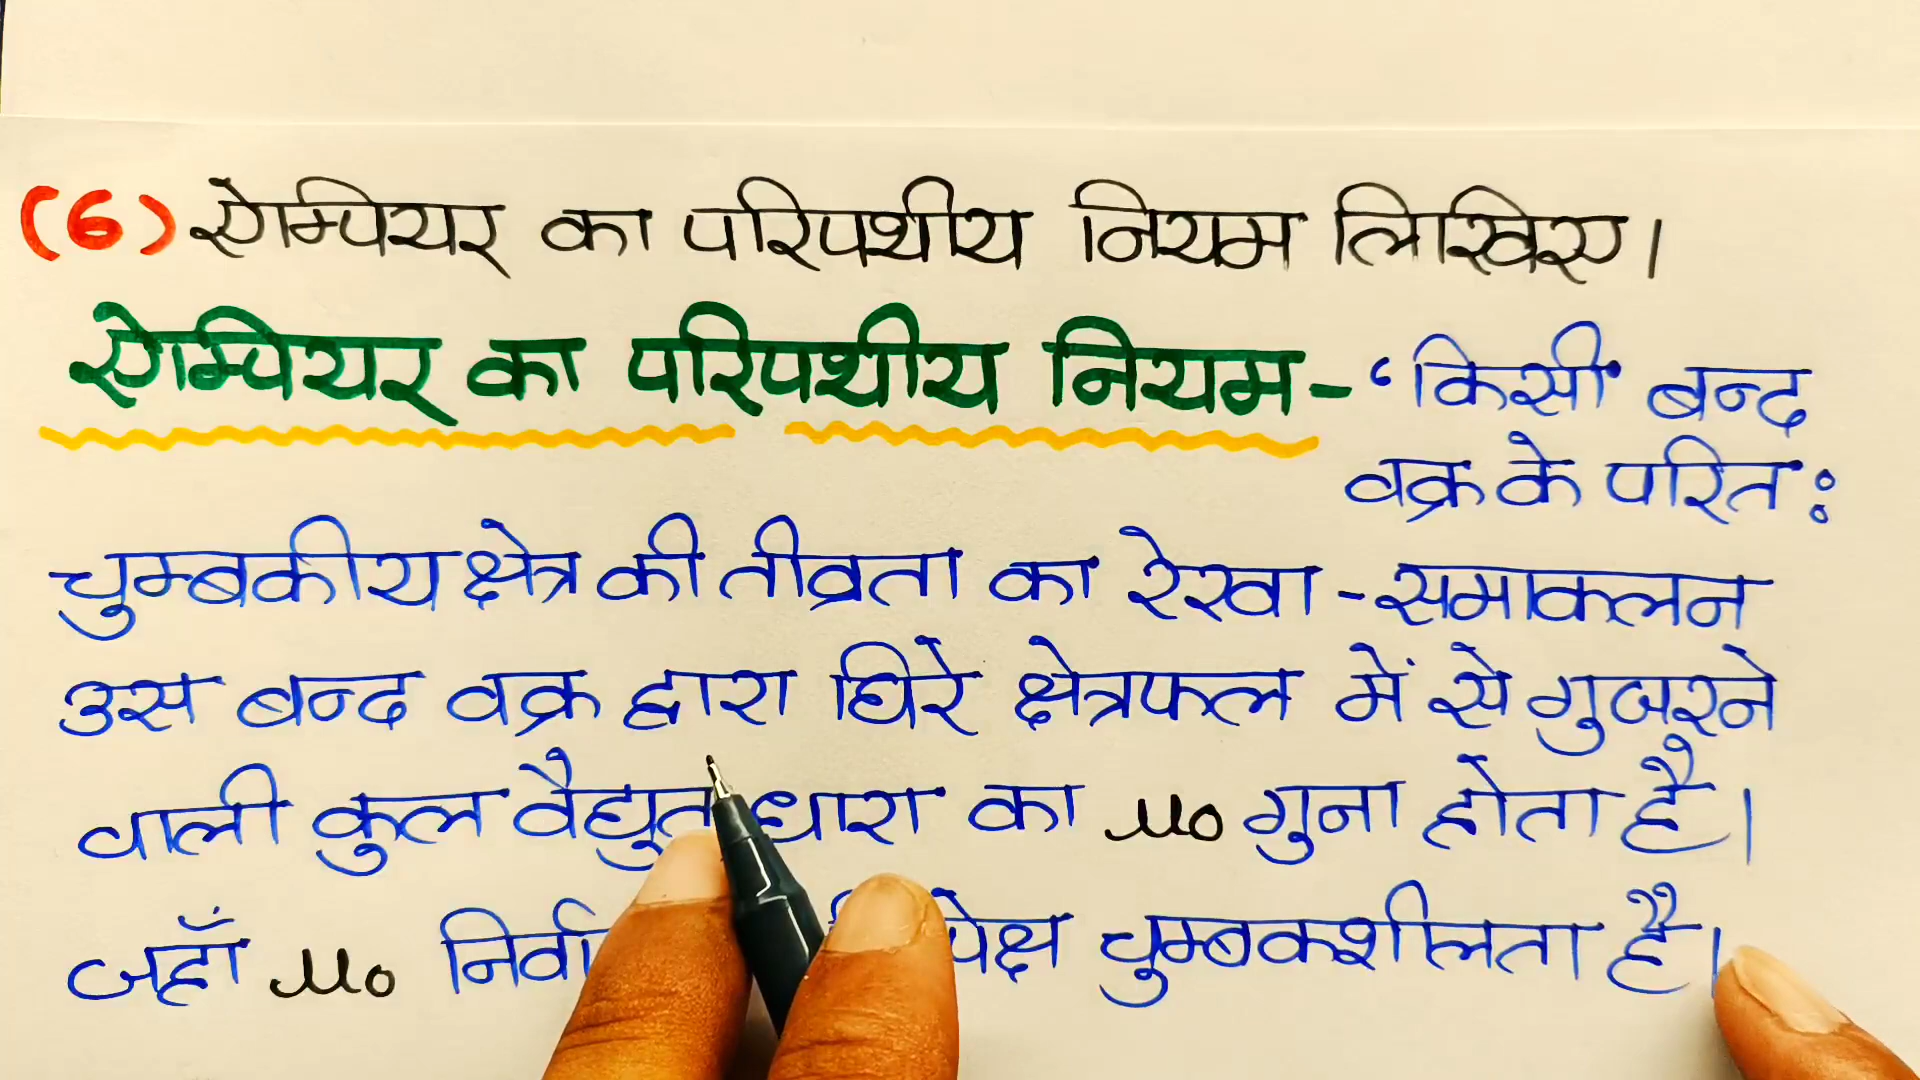 (6) ऐम्पियर का परिपथीय नियम लिखिए।
ऐम्पियर का परिपथीय नियम- ‘किसी बन्द
वक्र के परितः
चुम्बकीय क्षेत्र की तीव्रता का रेखा-समाकलन
उस बन्द वक्र द्वारा घिरे क्षेत्रफल में से गुजरने
वाली कुल वैद्युत धारा का μ₀ गुना होता है।
जहाँ μ₀ चुम्बकशीलता है।